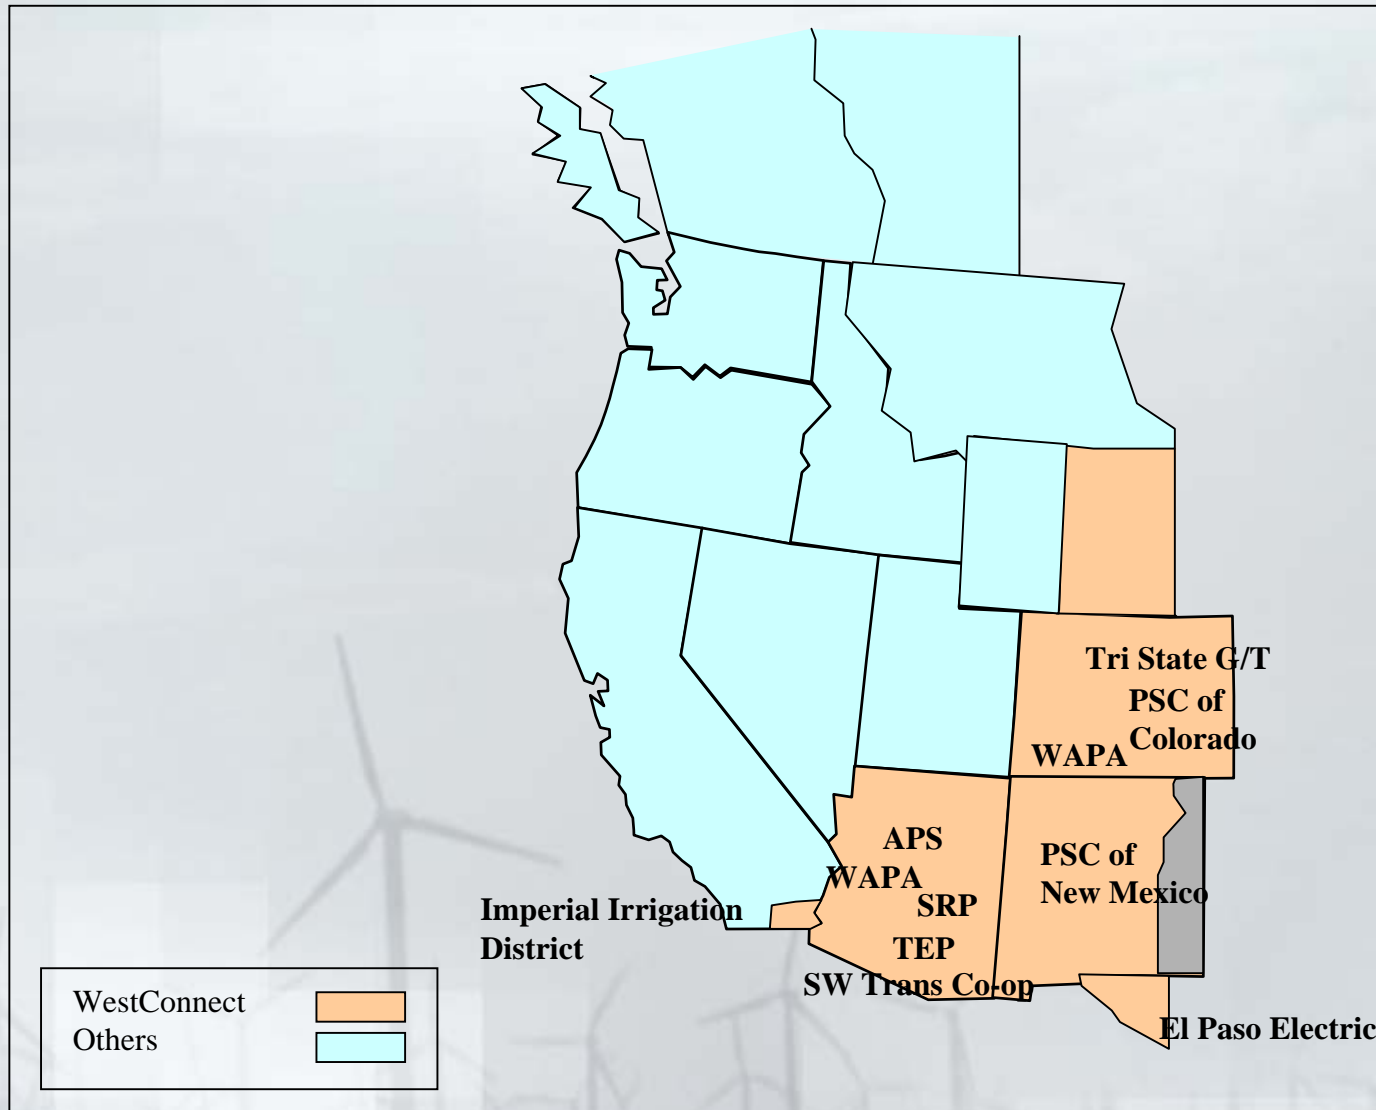 Tri State G/T
PSC of
Colorado
WAPA
APS
WAPA
SRP
TEP
SW Trans Co-op
PSC of
New Mexico
Imperial Irrigation
District
El Paso Electric
WestConnect
Others